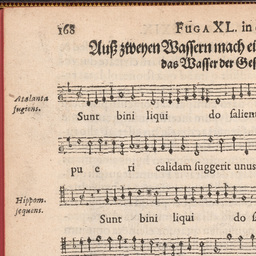 168 FUGA XL. in
Auß zweyen Wassern mach ei
das Wasser der Ges
Atalanta
fugiens.
Sunt bini liqui do salien
pu e ri calidam suggerit unus
Hippom.
sequens.
Sunt bini liqui do s